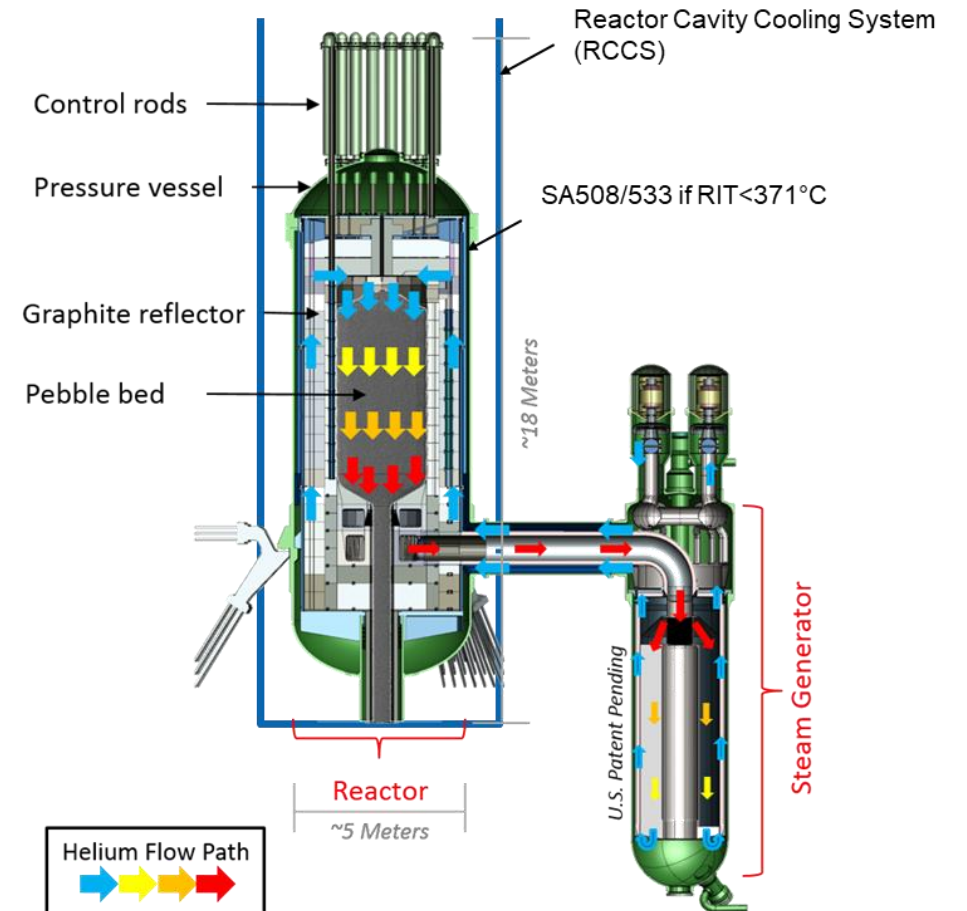 Reactor Cavity Cooling System
(RCCS)
Control rods
Pressure vessel
SA508/533 if RIT<371°C
Graphite reflector
Pebble bed
~18 Meters
U.S. Patent Pending
Steam Generator
Reactor
~5 Meters
Helium Flow Path